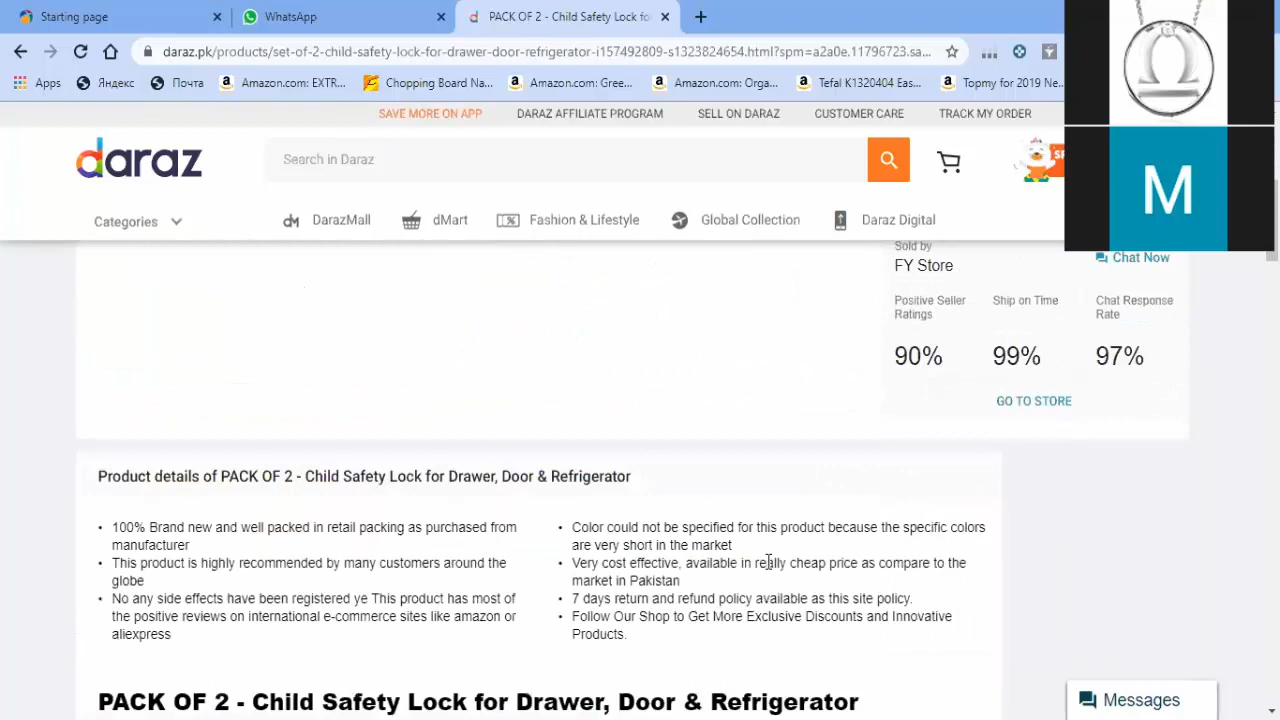 Starting page
WhatsApp
PACK OF 2 - Child Safety Lock fo
daraz.pk/products/set-of-2-child-safety-lock-for-drawer-door-refrigerator-i157492809-s1323824654.html?spm=a2a0e.11796723.sa...
Apps
Яндекс
Почта
Amazon.com: EXTR...
Chopping Board Na...
Amazon.com: Gree...
Amazon.com: Orga...
Tefal K1320404 Eas...
Topmy for 2019 Ne...
SAVE MORE ON APP
DARAZ AFFILIATE PROGRAM
SELL ON DARAZ
CUSTOMER CARE
TRACK MY ORDER
daraz
Search in Daraz
SP
M
Categories
DarazMall
dMart
Fashion & Lifestyle
Global Collection
Daraz Digital
Sold by
FY Store
Chat Now
Positive Seller Ratings
Ship on Time
Chat Response Rate
90%
99%
97%
GO TO STORE
Product details of PACK OF 2 - Child Safety Lock for Drawer, Door & Refrigerator
• 100% Brand new and well packed in retail packing as purchased from
manufacturer
• This product is highly recommended by many customers around the
globe
• No any side effects have been registered ye This product has most of
the positive reviews on international e-commerce sites like amazon or
aliexpress
• Color could not be specified for this product because the specific colors
are very short in the market
• Very cost effective, available in really cheap price as compare to the
market in Pakistan
• 7 days return and refund policy available as this site policy.
• Follow Our Shop to Get More Exclusive Discounts and Innovative
Products.
PACK OF 2 - Child Safety Lock for Drawer, Door & Refrigerator
Messages